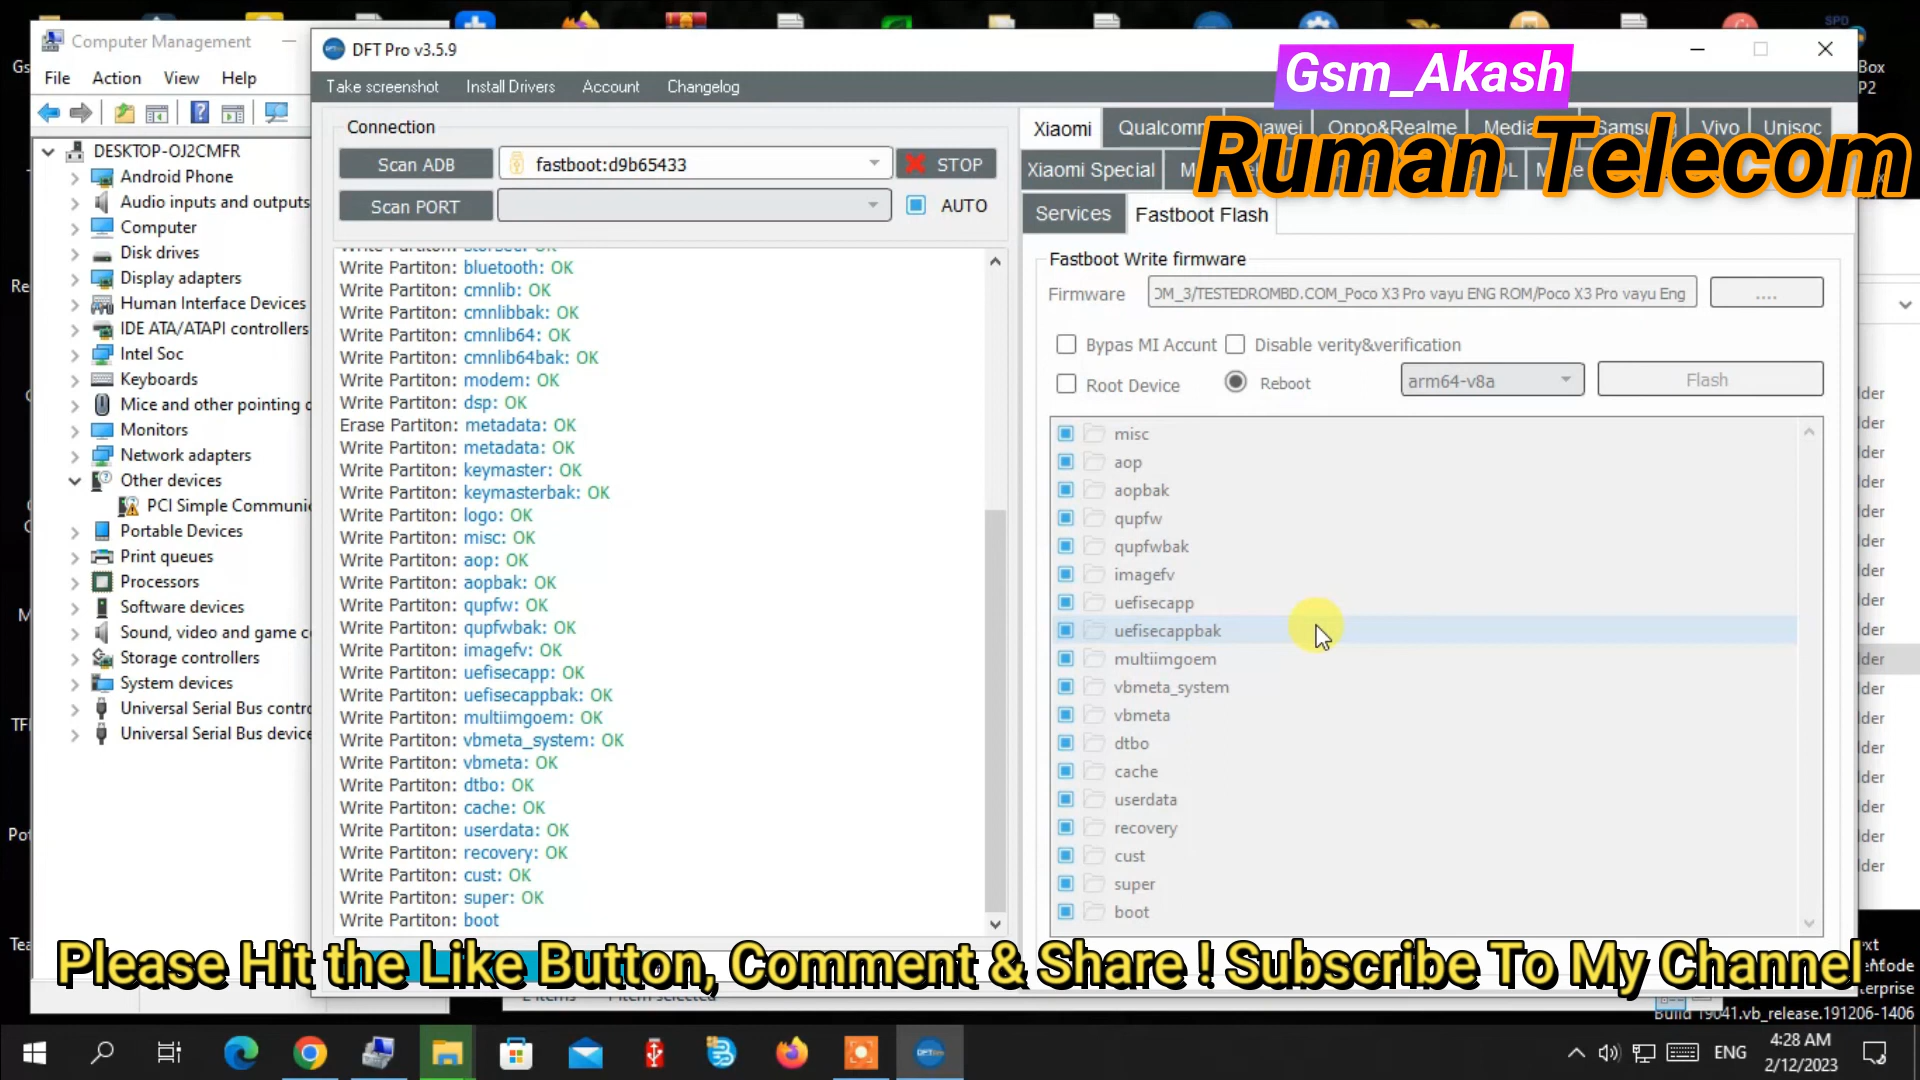 Computer Management
File Action View Help
DESKTOP-OJ2CMFR
Android Phone
Audio inputs and outputs
Computer
Disk drives
Display adapters
Human Interface Devices
IDE ATA/ATAPI controllers
Intel Soc
Keyboards
Mice and other pointing
Monitors
Network adapters
Other devices
PCI Simple Communi
Portable Devices
Print queues
Processors
Software devices
Sound, video and game c
Storage controllers
System devices
Universal Serial Bus contro
Universal Serial Bus device
DFT Pro v3.5.9
Take screenshot Install Drivers Account Changelog
Gsm_Akash
Ruman Telecom
Connection
Scan ADB fastboot:d9b65433 STOP
Scan PORT AUTO
Write Partiton: bluetooth: OK
Write Partiton: cmnlib: OK
Write Partiton: cmnlibbak: OK
Write Partiton: cmnlib64: OK
Write Partiton: cmnlib64bak: OK
Write Partiton: modem: OK
Write Partiton: dsp: OK
Erase Partiton: metadata: OK
Write Partiton: metadata: OK
Write Partiton: keymaster: OK
Write Partiton: keymasterbak: OK
Write Partiton: logo: OK
Write Partiton: misc: OK
Write Partiton: aop: OK
Write Partiton: aopbak: OK
Write Partiton: qupfw: OK
Write Partiton: qupfwbak: OK
Write Partiton: imagefv: OK
Write Partiton: uefisecapp: OK
Write Partiton: uefisecappbak: OK
Write Partiton: multiimgoem: OK
Write Partiton: vbmeta_system: OK
Write Partiton: vbmeta: OK
Write Partiton: dtbo: OK
Write Partiton: cache: OK
Write Partiton: userdata: OK
Write Partiton: recovery: OK
Write Partiton: cust: OK
Write Partiton: super: OK
Write Partiton: boot
Xiaomi Qualcomm Oppo&Realme Media Samsu Vivo Unisoc
Xiaomi Special
Services Fastboot Flash
Fastboot Write firmware
Firmware OM_3/TESTEDROMBD.COM_Poco X3 Pro vayu ENG ROM/Poco X3 Pro vayu Eng ....
Bypas MI Accunt Disable verity&verification
Root Device Reboot arm64-v8a Flash
misc
aop
aopbak
qupfw
qupfwbak
imagefv
uefisecapp
uefisecappbak
multiimgoem
vbmeta_system
vbmeta
dtbo
cache
userdata
recovery
cust
super
boot
Please Hit the Like Button, Comment & Share ! Subscribe To My Channel
Build 19041.vb_release.191206-1406
ENG
4:28 AM
2/12/2023